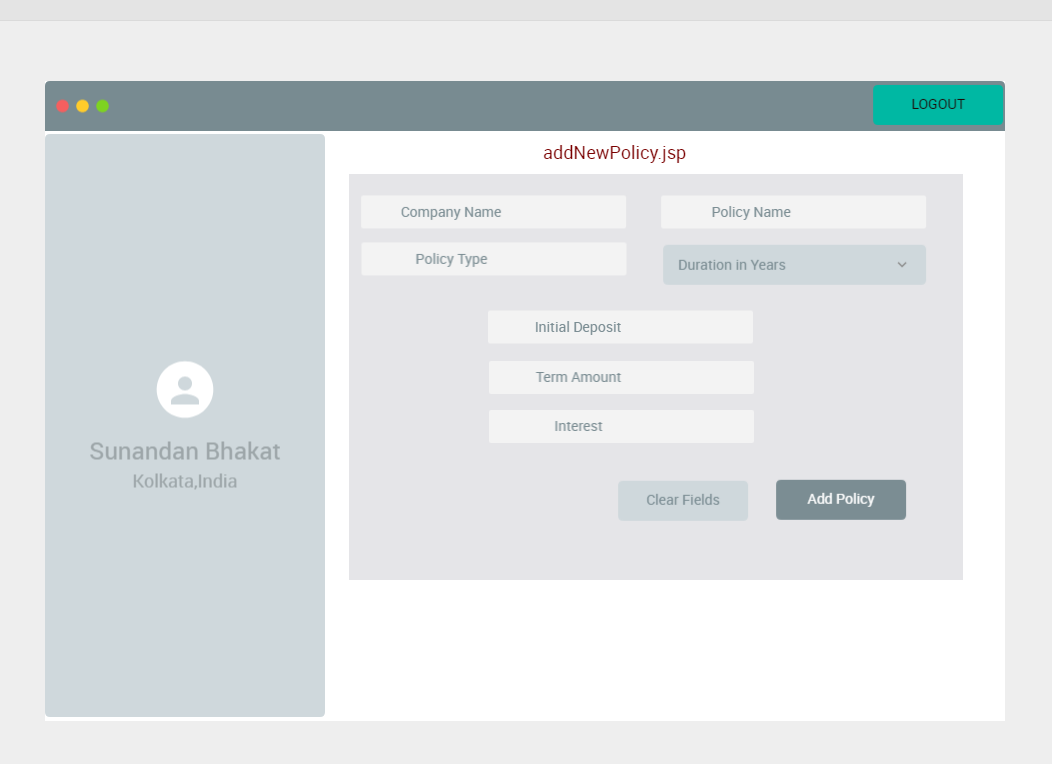 LOGOUT
addNewPolicy.jsp
Company Name
Policy Name
Policy Type
Duration in Years
Initial Deposit
Term Amount
Interest
Sunandan Bhakat
Kolkata,India
Clear Fields
Add Policy